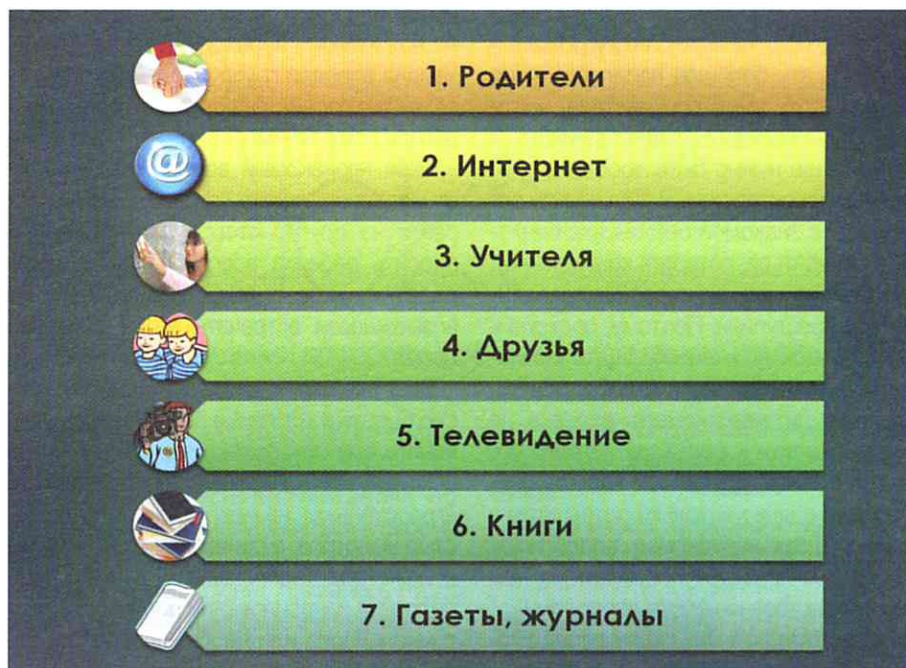 1. Родители
@
2. Интернет
3. Учителя
4. Друзья
5. Телевидение
6. Книги
7. Газеты, журналы